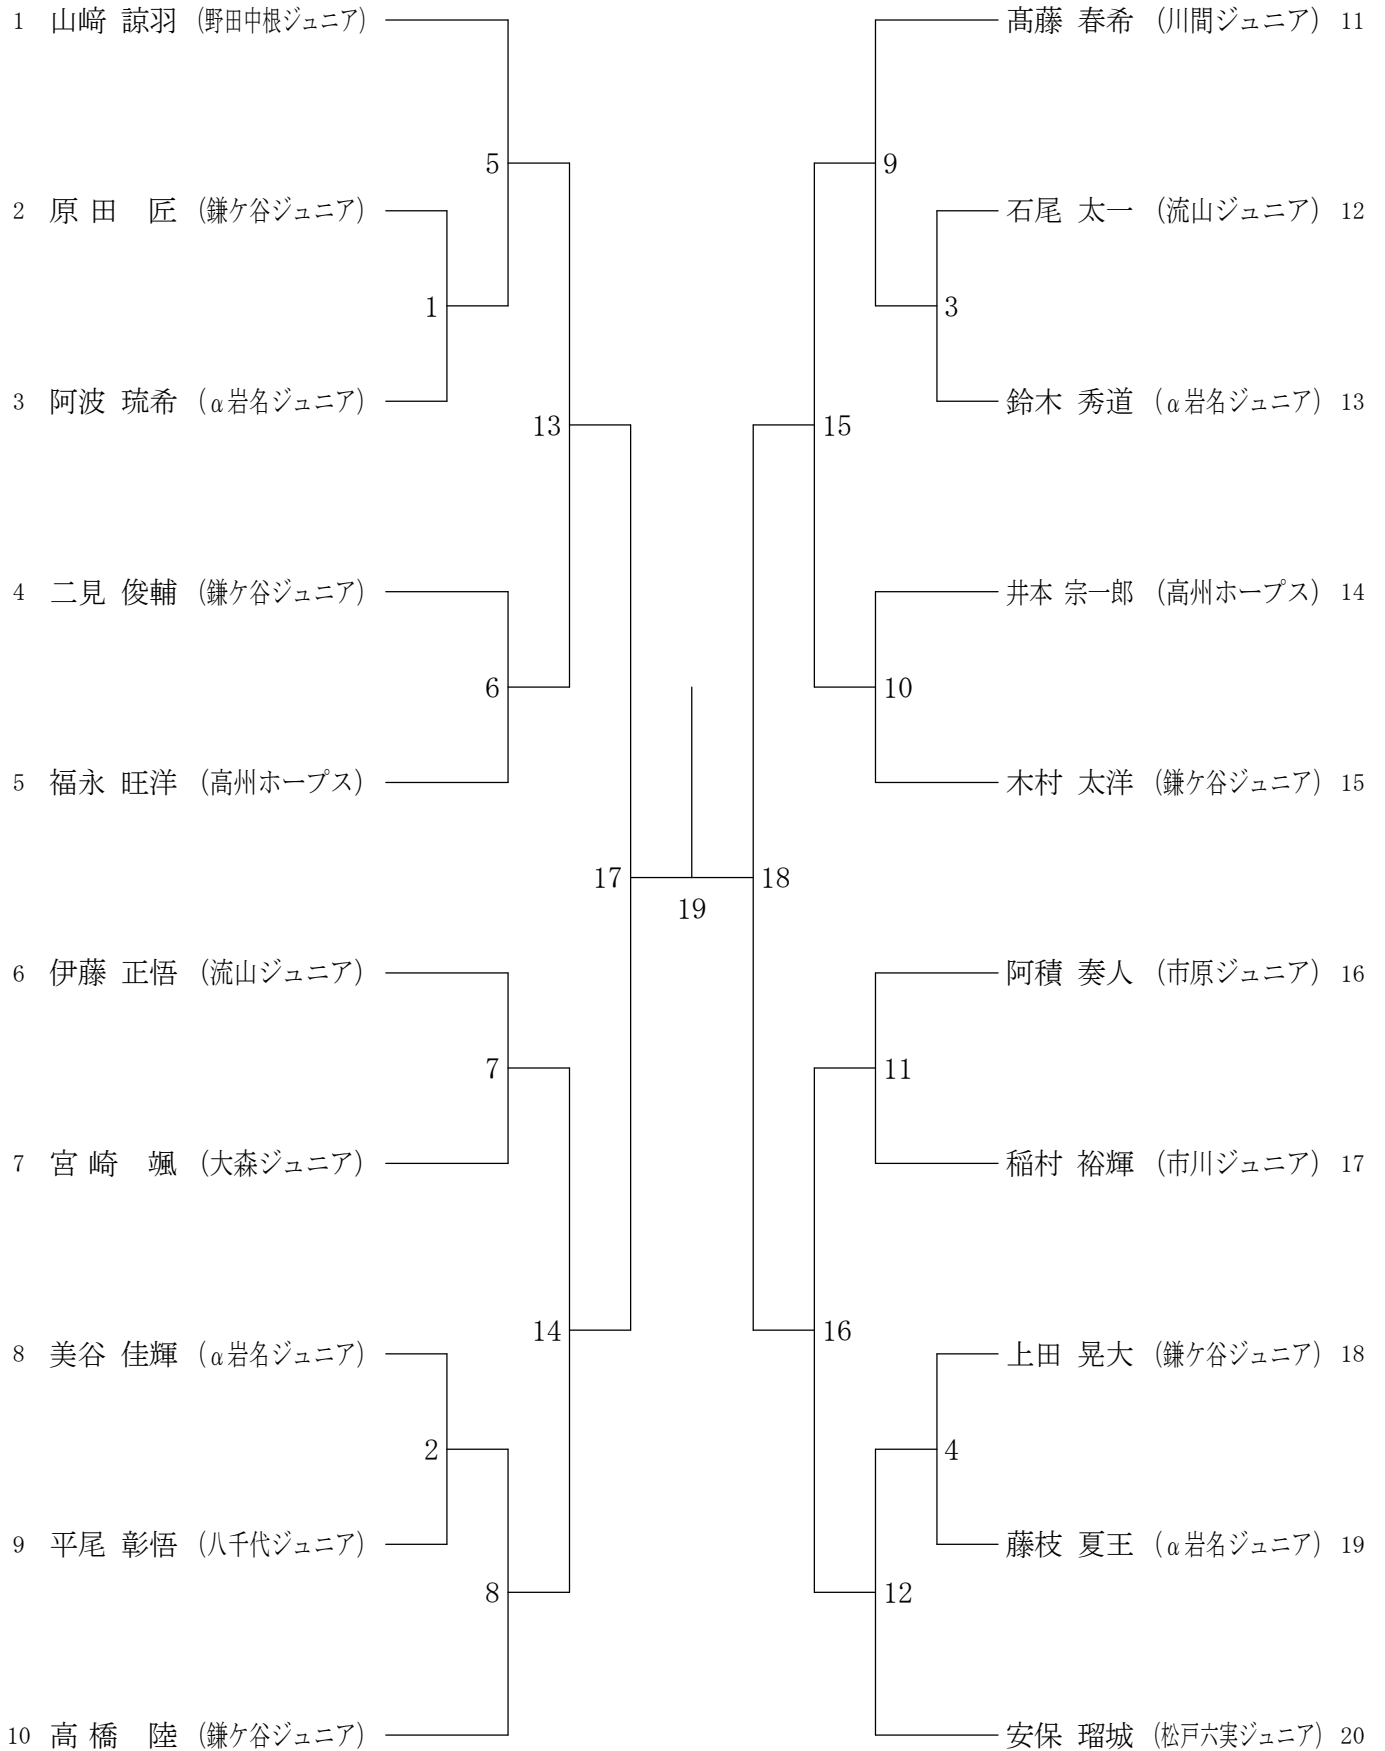 1 山﨑 諒羽 (野田中根ジュニア) 髙藤 春希 (川間ジュニア) 11
5 9
2 原田 匠 (鎌ケ谷ジュニア) 石尾 太一 (流山ジュニア) 12
1 3
3 阿波 琉希 (α岩名ジュニア) 鈴木 秀道 (α岩名ジュニア) 13
13 15
4 二見 俊輔 (鎌ケ谷ジュニア) 井本 宗一郎 (高州ホープス) 14
6 10
5 福永 旺洋 (高州ホープス) 木村 太洋 (鎌ケ谷ジュニア) 15
17 18
19
6 伊藤 正悟 (流山ジュニア) 阿積 奏人 (市原ジュニア) 16
7 11
7 宮崎 颯 (大森ジュニア) 稲村 裕輝 (市川ジュニア) 17
14 16
8 美谷 佳輝 (α岩名ジュニア) 上田 晃大 (鎌ケ谷ジュニア) 18
2 4
9 平尾 彰悟 (八千代ジュニア) 藤枝 夏王 (α岩名ジュニア) 19
8 12
10 高橋 陸 (鎌ケ谷ジュニア) 安保 瑠城 (松戸六実ジュニア) 20